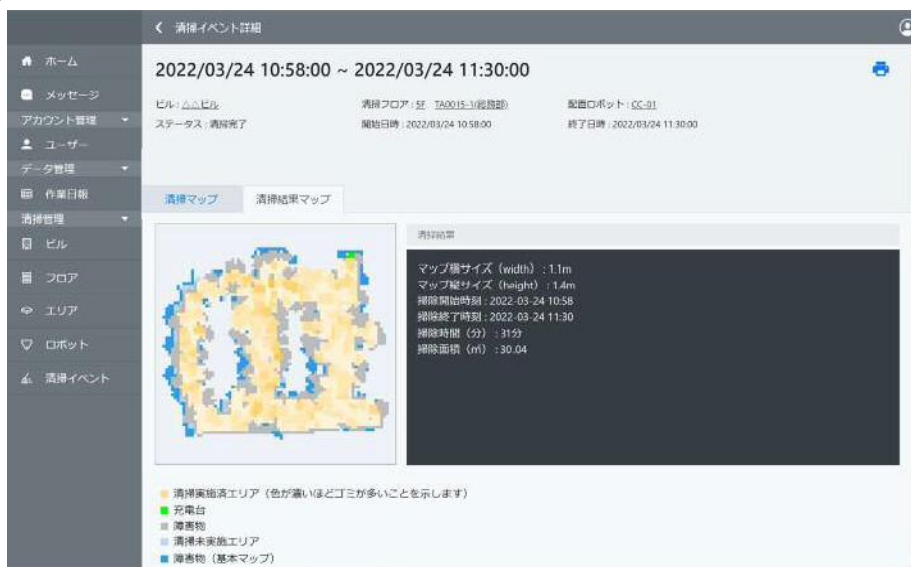 清掃イベント詳細
ホーム
メッセージ
アカウント管理
ユーザー
データ管理
作業日報
清掃管理
ビル
フロア
エリア
ロボット
清掃イベント
2022/03/24 10:58:00 ~ 2022/03/24 11:30:00
ビル : △△ビル 清掃フロア : 5F TA0015-1(総務部) 配置ロボット : CC-01
ステータス : 清掃完了 開始日時 : 2022/03/24 10:58:00 終了日時 : 2022/03/24 11:30:00
清掃マップ 清掃結果マップ
清掃結果
マップ横サイズ（width）: 1.1m
マップ縦サイズ（height）: 1.4m
掃除開始時刻 : 2022-03-24 10:58
掃除終了時刻 : 2022-03-24 11:30
掃除時間（分）: 31分
掃除面積（㎡）: 30.04
清掃実施済エリア（色が濃いほどゴミが多いことを示します）
充電台
障害物
清掃未実施エリア
障害物（基本マップ）